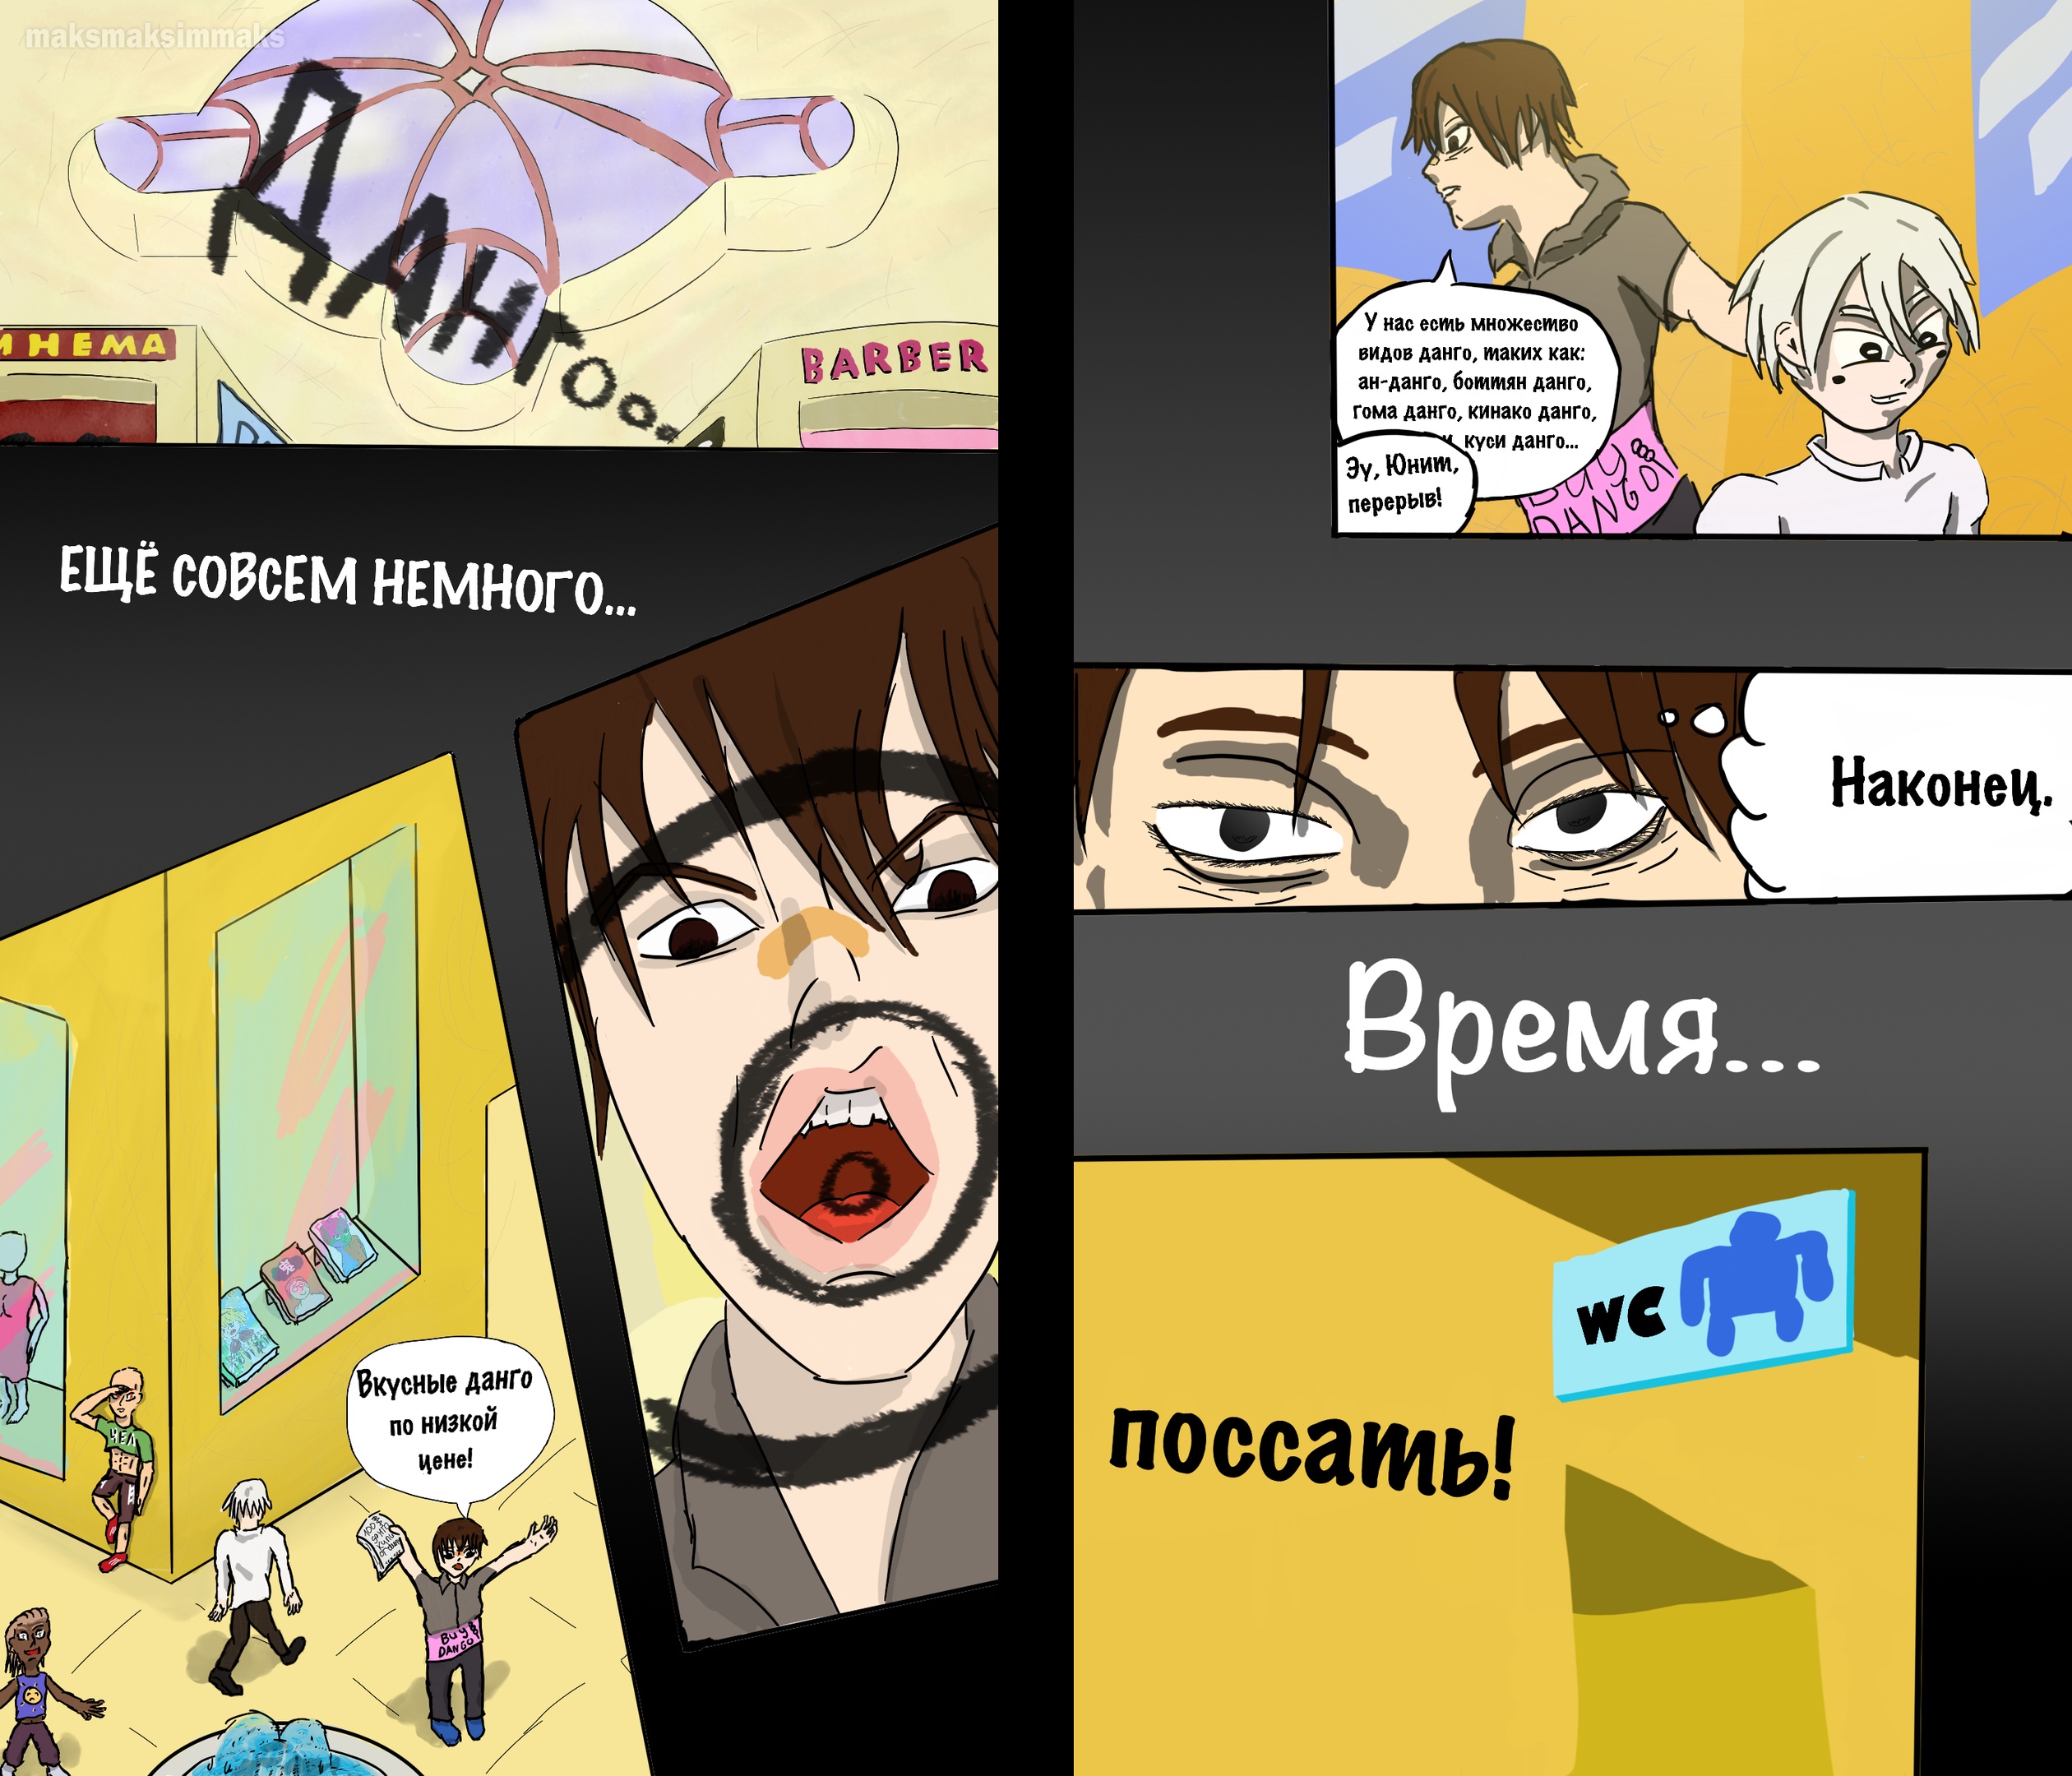 maksmaksimmaks
ДАНГОо..
ИНЕМА
BARBER
ЕЩЁ СОВСЕМ НЕМНОГО...
Вкусные данго
по низкой
цене!
ЧЕЛ
BUY
DANGO
У нас есть множество
видов данго, таких как:
ан-данго, боттян данго,
гома данго, кинако данго,
и, куси данго...
Эу, Юнит,
перерыв!
BUY
DANGO
Наконец.
Время...
WC
поссать!